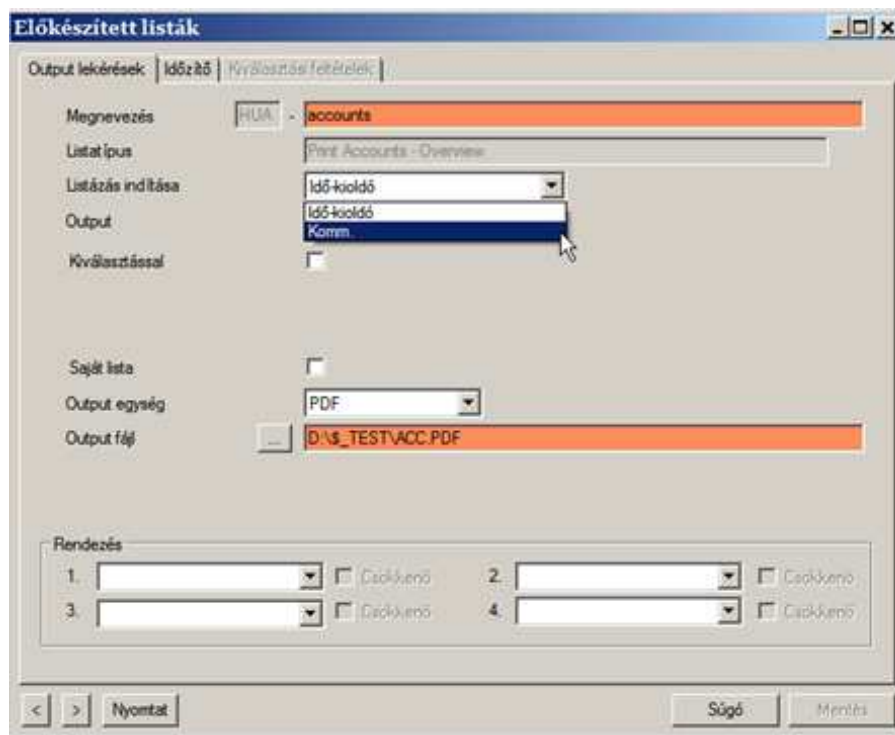 Előkészített listák
Output lekérések Időzítő Kiválasztási feltételek
Megnevezés HUA - accounts
Listatípus Print Accounts - Overview
Listázás indítása Idő-kioldó
Idő-kioldó
Output Komm.
Kiválasztással
Saját lista
Output egység PDF
Output fájl ... D:\$_TEST\ACC.PDF
Rendezés
1. Csökkenő 2. Csökkenő
3. Csökkenő 4. Csökkenő
< > Nyomtat Súgó Mentés